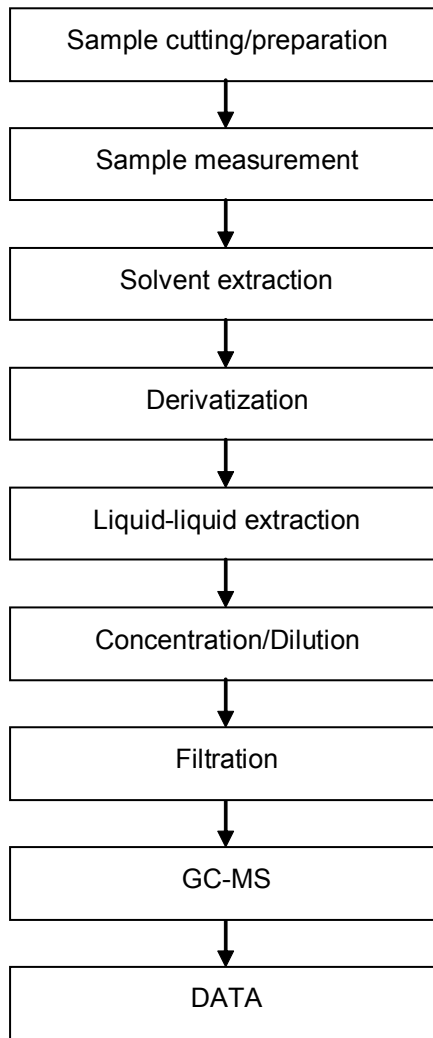 Sample cutting/preparation
Sample measurement
Solvent extraction
Derivatization
Liquid-liquid extraction
Concentration/Dilution
Filtration
GC-MS
DATA